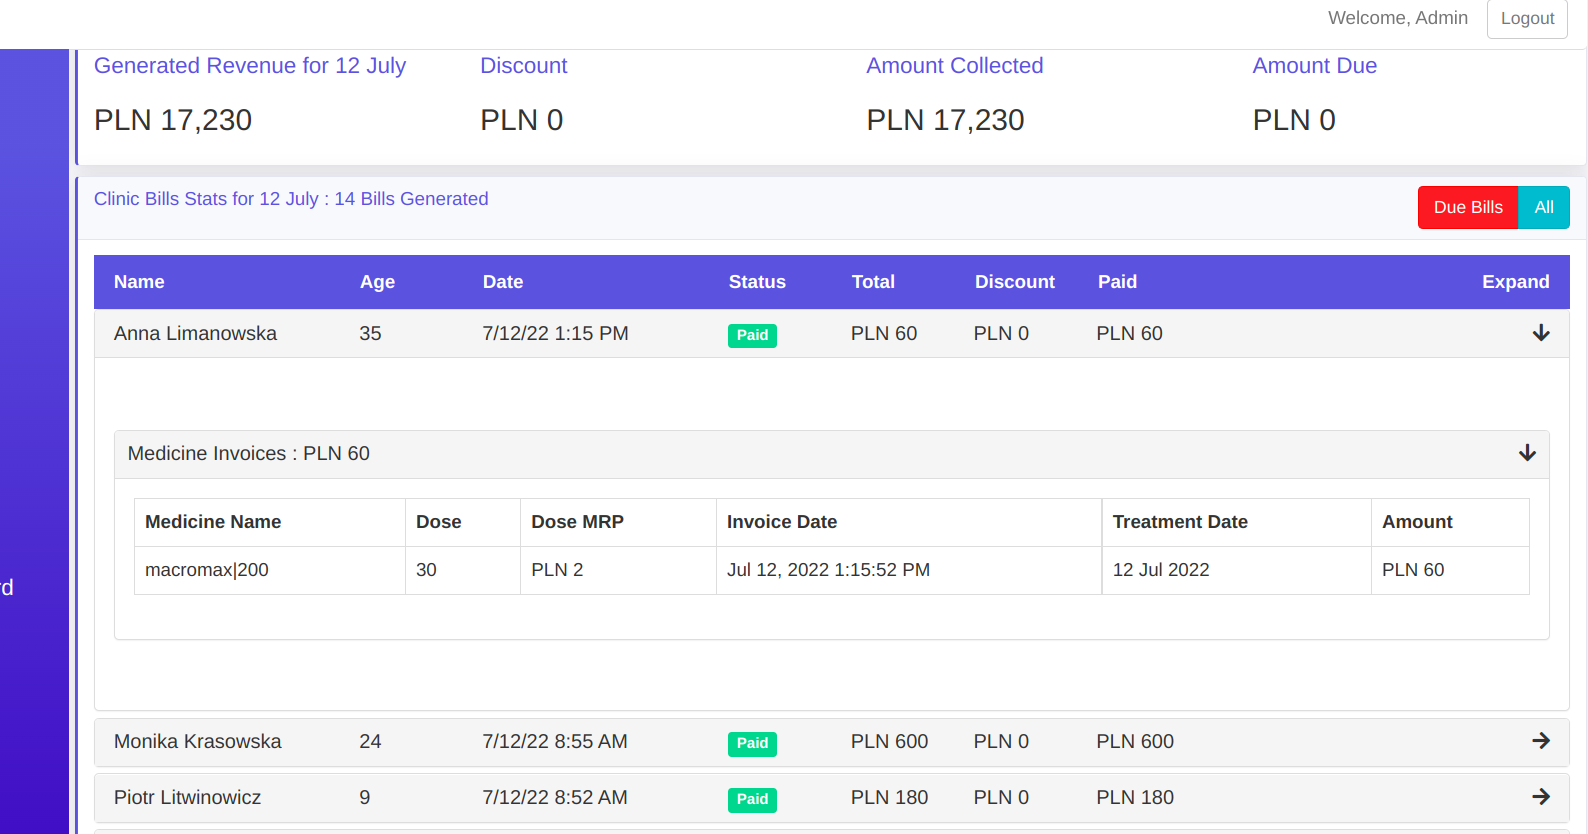 Welcome, Admin Logout
Generated Revenue for 12 July Discount Amount Collected Amount Due
PLN 17,230 PLN 0 PLN 17,230 PLN 0
Clinic Bills Stats for 12 July : 14 Bills Generated Due Bills All
Name Age Date Status Total Discount Paid Expand
Anna Limanowska 35 7/12/22 1:15 PM Paid PLN 60 PLN 0 PLN 60
Medicine Invoices : PLN 60
Medicine Name Dose Dose MRP Invoice Date Treatment Date Amount
macromax|200 30 PLN 2 Jul 12, 2022 1:15:52 PM 12 Jul 2022 PLN 60
rd
Monika Krasowska 24 7/12/22 8:55 AM Paid PLN 600 PLN 0 PLN 600
Piotr Litwinowicz 9 7/12/22 8:52 AM Paid PLN 180 PLN 0 PLN 180